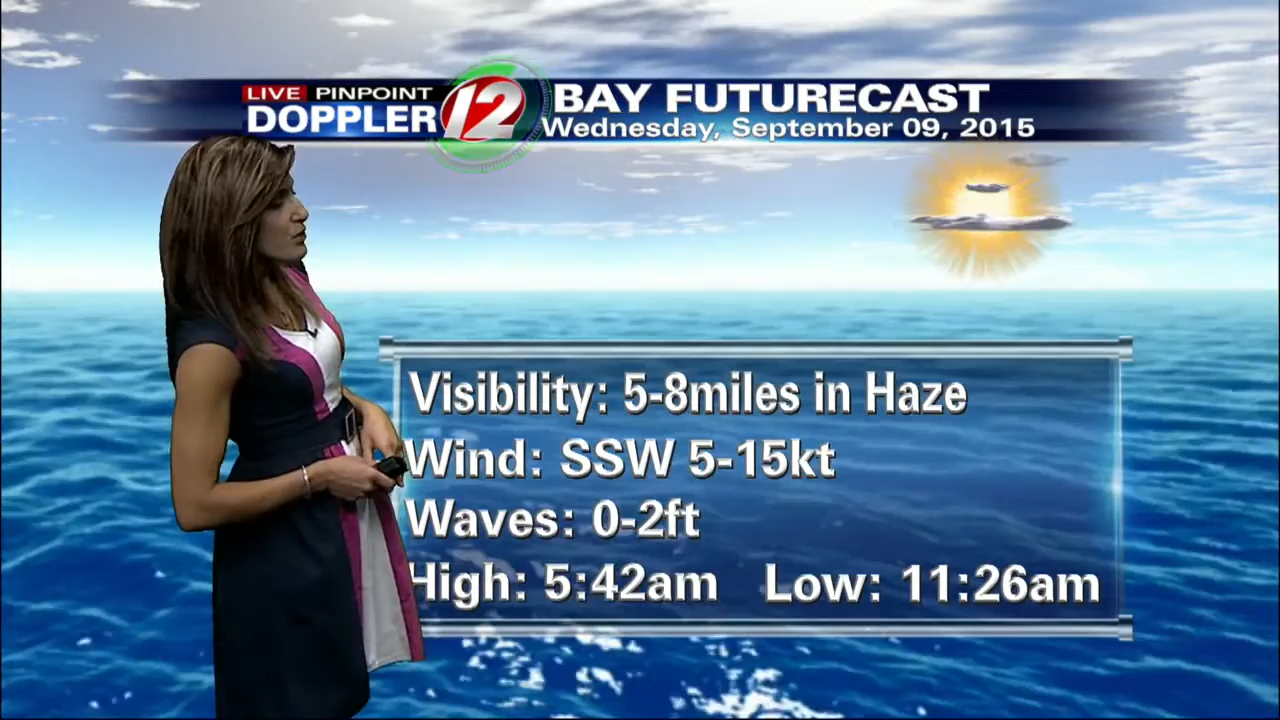 LIVE PINPOINT
DOPPLER 12
BAY FUTURECAST
Wednesday, September 09, 2015
Visibility: 5-8miles in Haze
Wind: SSW 5-15kt
Waves: 0-2ft
High: 5:42am Low: 11:26am